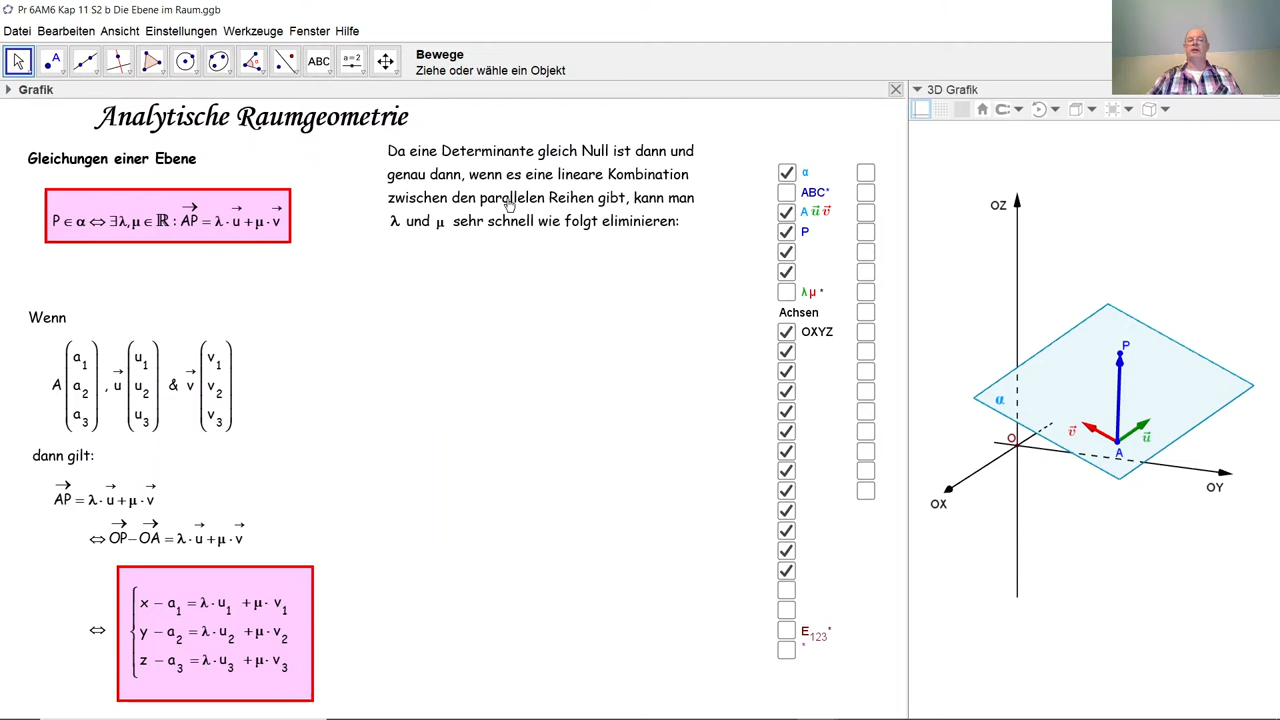 Pr 6AM6 Kap 11 S2 b Die Ebene im Raum.ggb
Datei Bearbeiten Ansicht Einstellungen Werkzeuge Fenster Hilfe
A ABC a=2 Bewege
Ziehe oder wähle ein Objekt
Grafik
3D Grafik
Analytische Raumgeometrie
Gleichungen einer Ebene
P ∈ α ⇔ ∃λ,μ ∈ ℝ : AP⃗ = λ · u⃗ + μ · v⃗
Wenn
A (a₁ a₂ a₃) , u⃗ (u₁ u₂ u₃) & v⃗ (v₁ v₂ v₃)
dann gilt:
AP⃗ = λ · u⃗ + μ · v⃗
⇔ OP⃗ − OA⃗ = λ · u⃗ + μ · v⃗
⇔
x − a₁ = λ · u₁ + μ · v₁
y − a₂ = λ · u₂ + μ · v₂
z − a₃ = λ · u₃ + μ · v₃
Da eine Determinante gleich Null ist dann und
genau dann, wenn es eine lineare Kombination
zwischen den parallelen Reihen gibt, kann man
λ und μ sehr schnell wie folgt eliminieren:
α
ABC*
A u⃗ v⃗
P
λμ *
Achsen
OXYZ
E₁₂₃*
*
OZ
P
α
v⃗
u⃗
O
A
OX
OY